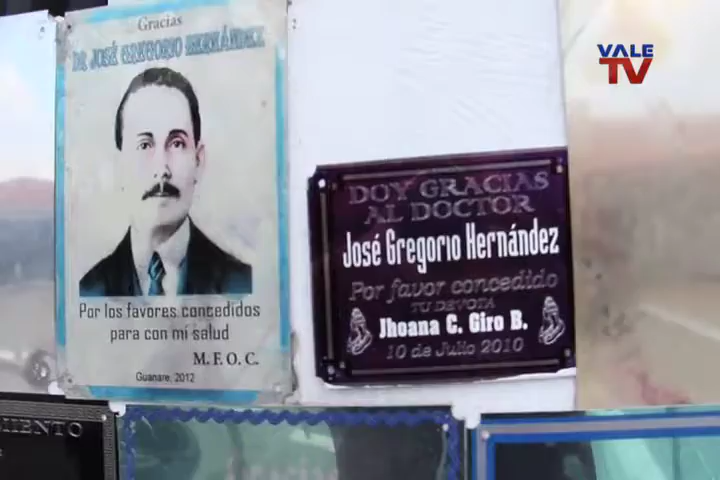 Gracias
DR. JOSÉ GREGORIO HERNÁNDEZ
Por los favores concedidos
para con mi salud
M.F.O.C.
Guanare, 2012
DOY GRACIAS
AL DOCTOR
José Gregorio Hernández
Por favor concedido
TU DEVOTA
Jhoana C. Giro B.
10 de Julio 2010
VALE
TV